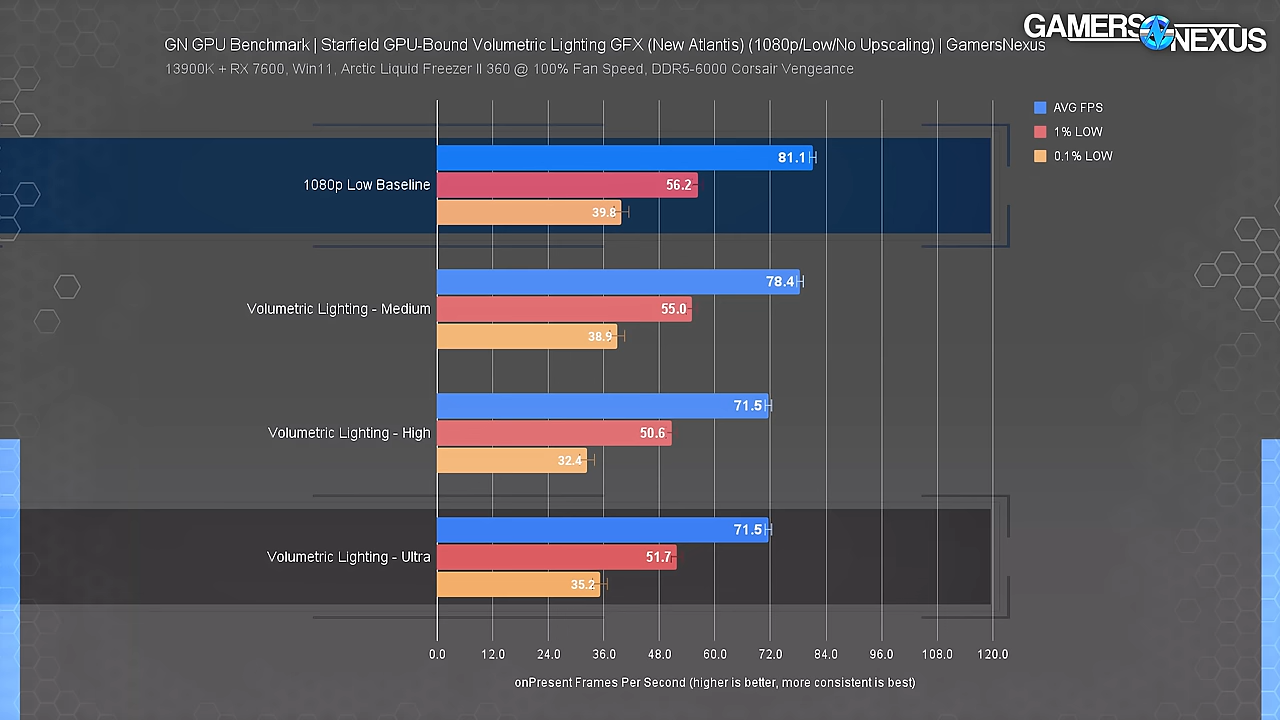 GAMERS NEXUS
GN GPU Benchmark | Starfield GPU-Bound Volumetric Lighting GFX (New Atlantis) (1080p/Low/No Upscaling) | GamersNexus
13900K + RX 7600, Win11, Arctic Liquid Freezer II 360 @ 100% Fan Speed, DDR5-6000 Corsair Vengeance
AVG FPS
1% LOW
0.1% LOW
1080p Low Baseline
81.1
56.2
39.8
Volumetric Lighting - Medium
78.4
55.0
38.9
Volumetric Lighting - High
71.5
50.6
32.4
Volumetric Lighting - Ultra
71.5
51.7
35.2
0.0 12.0 24.0 36.0 48.0 60.0 72.0 84.0 96.0 108.0 120.0
onPresent Frames Per Second (higher is better, more consistent is best)